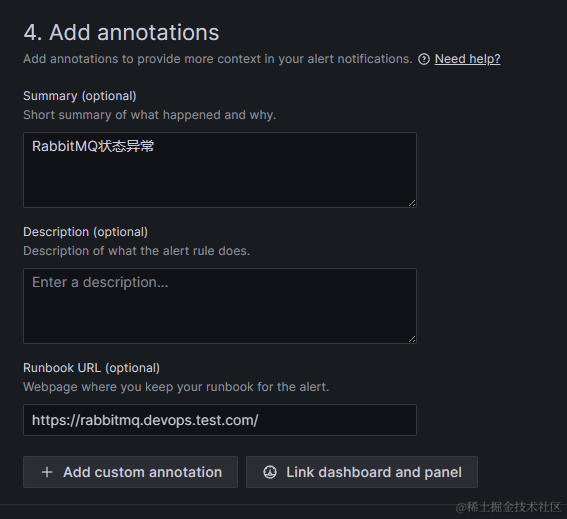 4. Add annotations
Add annotations to provide more context in your alert notifications. Need help?
Summary (optional)
Short summary of what happened and why.
RabbitMQ状态异常
Description (optional)
Description of what the alert rule does.
Enter a description...
Runbook URL (optional)
Webpage where you keep your runbook for the alert.
https://rabbitmq.devops.test.com/
+ Add custom annotation Link dashboard and panel
@稀土掘金技术社区